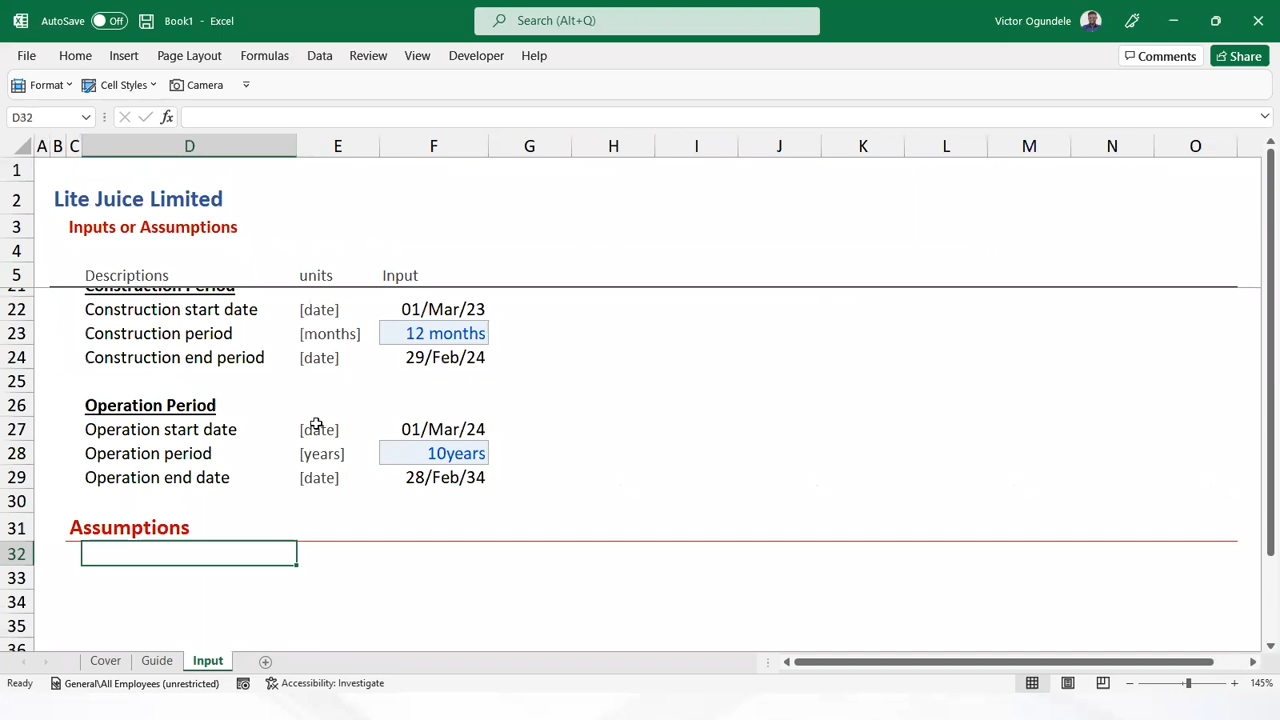 AutoSave Off Book1 - Excel Search (Alt+Q) Victor Ogundele
File Home Insert Page Layout Formulas Data Review View Developer Help Comments Share
Format Cell Styles Camera
D32 fx
A B C D E F G H I J K L M N O
1
2 Lite Juice Limited
3 Inputs or Assumptions
4
5 Descriptions units Input
21 Construction Period
22 Construction start date [date] 01/Mar/23
23 Construction period [months] 12 months
24 Construction end period [date] 29/Feb/24
25
26 Operation Period
27 Operation start date [date] 01/Mar/24
28 Operation period [years] 10years
29 Operation end date [date] 28/Feb/34
30
31 Assumptions
32
33
34
35
36
Cover Guide Input
Ready General\All Employees (unrestricted) Accessibility: Investigate 145%